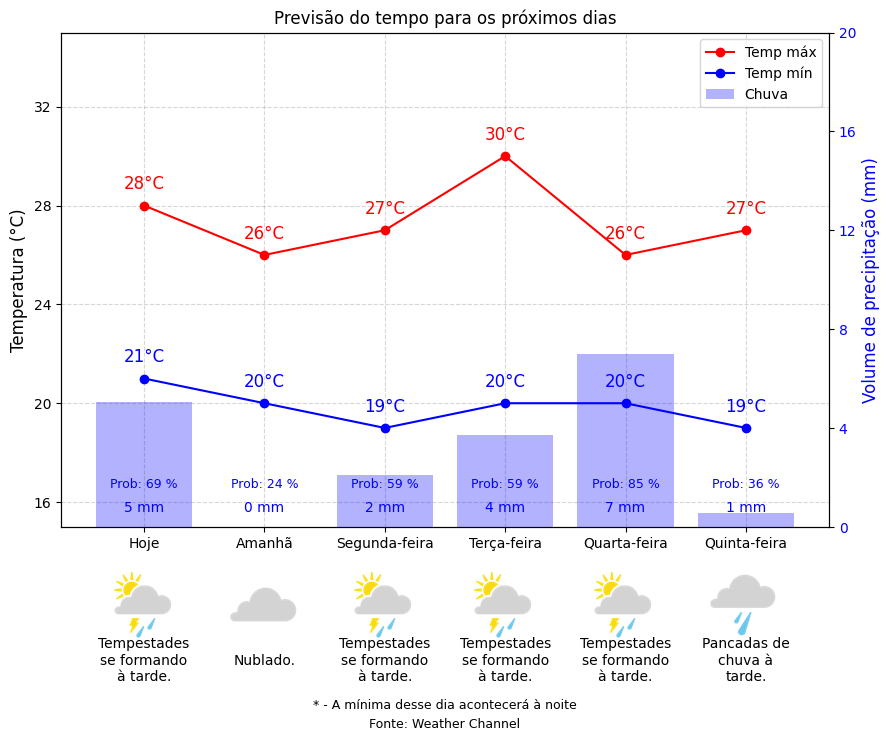 Previsão do tempo para os próximos dias
Temp máx
Temp mín
Chuva
Temperatura (°C)
32
28
24
20
16
Volume de precipitação (mm)
20
16
12
8
4
0
28°C
26°C
27°C
30°C
26°C
27°C
21°C
20°C
19°C
20°C
20°C
19°C
Prob: 69 %
Prob: 24 %
Prob: 59 %
Prob: 59 %
Prob: 85 %
Prob: 36 %
5 mm
0 mm
2 mm
4 mm
7 mm
1 mm
Hoje
Amanhã
Segunda-feira
Terça-feira
Quarta-feira
Quinta-feira
Tempestades
se formando
à tarde.
Nublado.
Tempestades
se formando
à tarde.
Tempestades
se formando
à tarde.
Tempestades
se formando
à tarde.
Pancadas de
chuva à
tarde.
* - A mínima desse dia acontecerá à noite
Fonte: Weather Channel